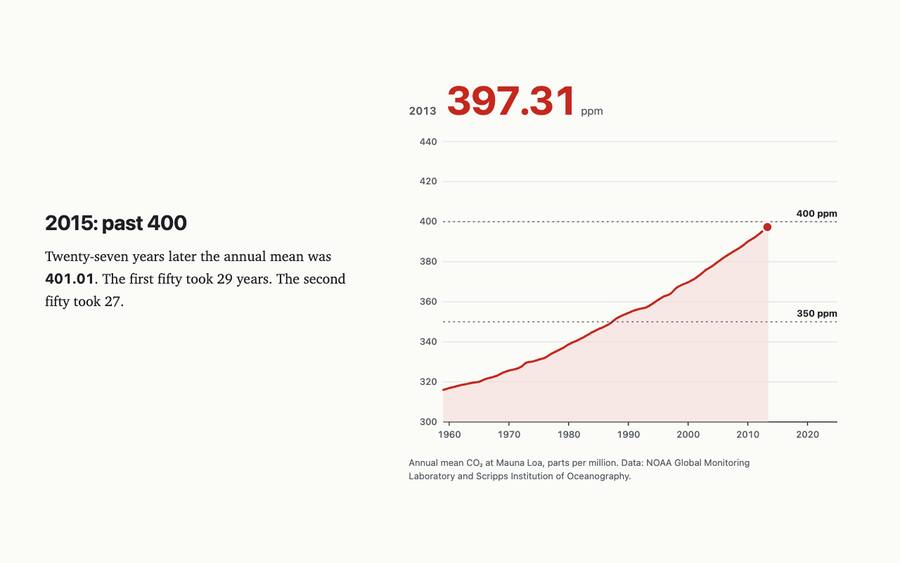 2015: past 400
Twenty-seven years later the annual mean was
401.01. The first fifty took 29 years. The second
fifty took 27.
2013 397.31 ppm
440
420
400
400 ppm
380
360
350 ppm
340
320
300
1960 1970 1980 1990 2000 2010 2020
Annual mean CO₂ at Mauna Loa, parts per million. Data: NOAA Global Monitoring
Laboratory and Scripps Institution of Oceanography.